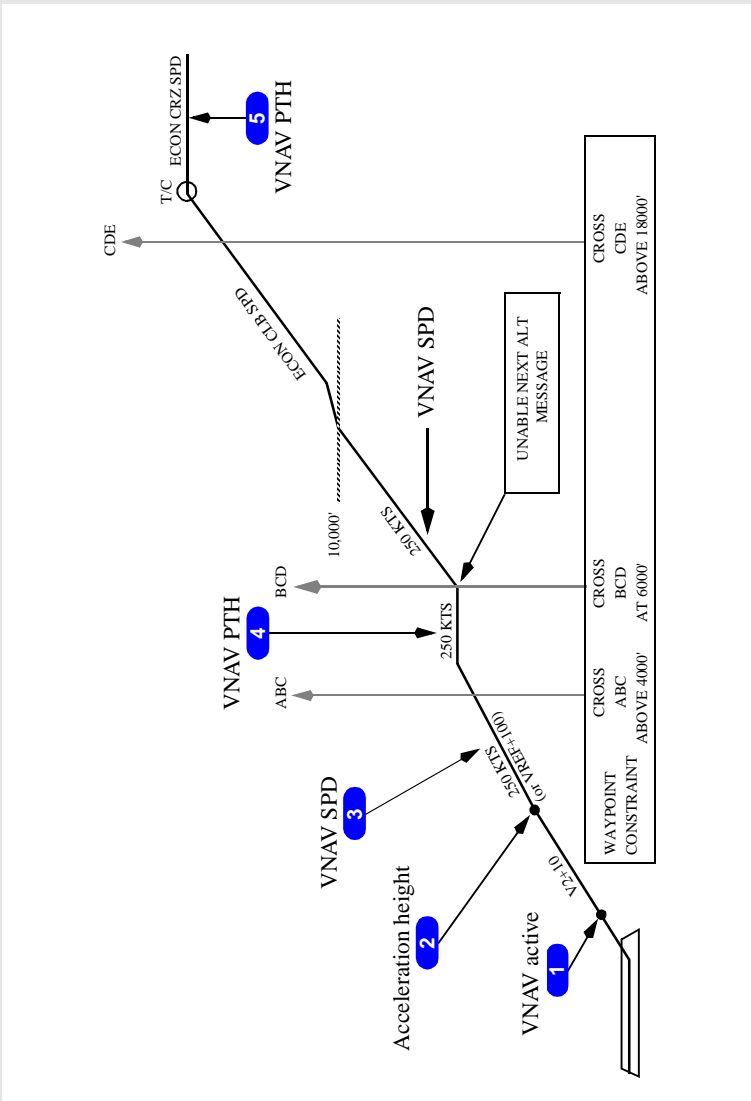 VNAV active
1
Acceleration height
2
VNAV SPD
3
VNAV PTH
4
VNAV PTH
5
V2+10
250 KTS
(or VREF+100)
250 KTS
250 KTS
10,000'
ECON CLB SPD
T/C
ECON CRZ SPD
ABC
BCD
CDE
VNAV SPD
UNABLE NEXT ALT
MESSAGE
WAYPOINT
CONSTRAINT
CROSS
ABC
ABOVE 4000'
CROSS
BCD
AT 6000'
CROSS
CDE
ABOVE 18000'